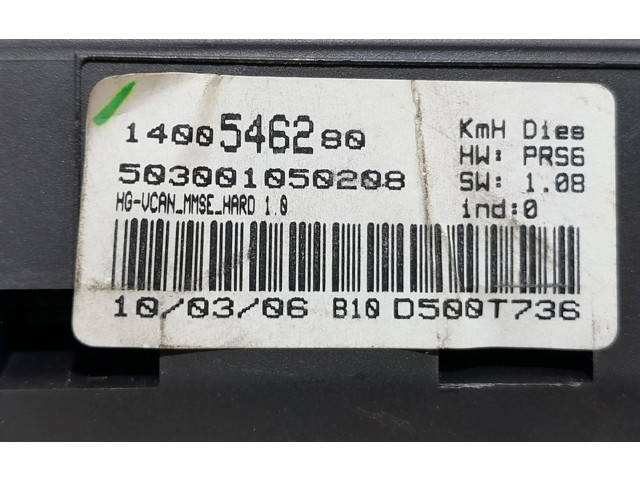 1400546280
503001050208
HG-VCAN_MMSE_HARD 1.0
KmH Dies
HW: PRS6
SW: 1.08
ind:0
10/03/06 B10 D500T736